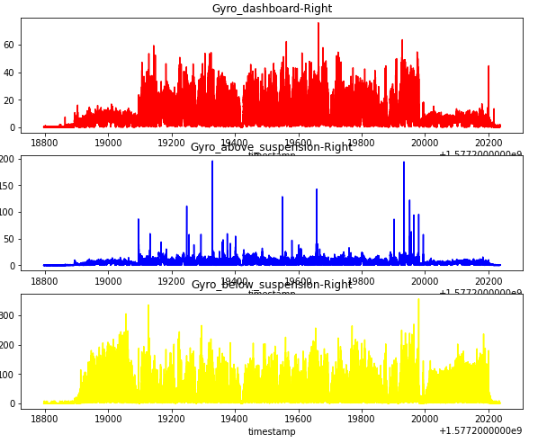 Gyro_dashboard-Right
60
40
20
0
18800 19000 19200 19400 19600 19800 20000 20200
timestamp
+1.5772000000e9
Gyro_above_suspension-Right
200
150
100
50
0
18800 19000 19200 19400 19600 19800 20000 20200
timestamp
+1.5772000000e9
Gyro_below_suspension-Right
300
200
100
0
18800 19000 19200 19400 19600 19800 20000 20200
timestamp
+1.5772000000e9